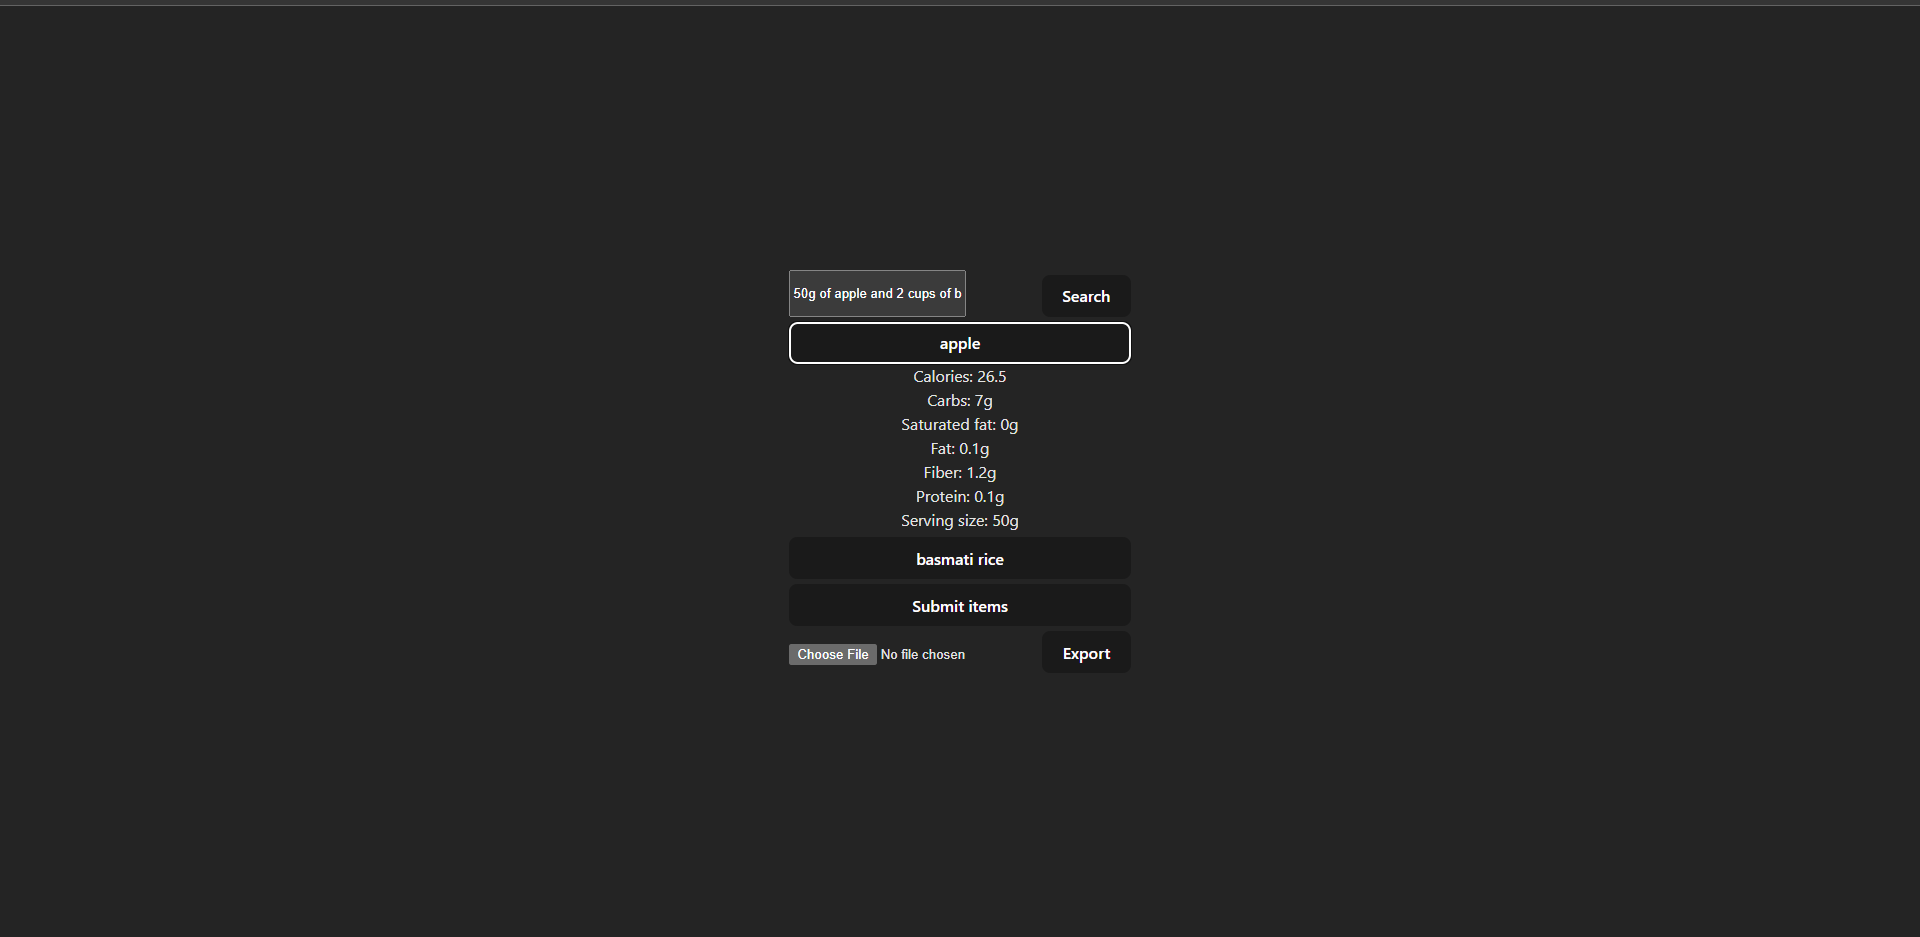 50g of apple and 2 cups of b
Search
apple
Calories: 26.5
Carbs: 7g
Saturated fat: 0g
Fat: 0.1g
Fiber: 1.2g
Protein: 0.1g
Serving size: 50g
basmati rice
Submit items
Choose File No file chosen
Export